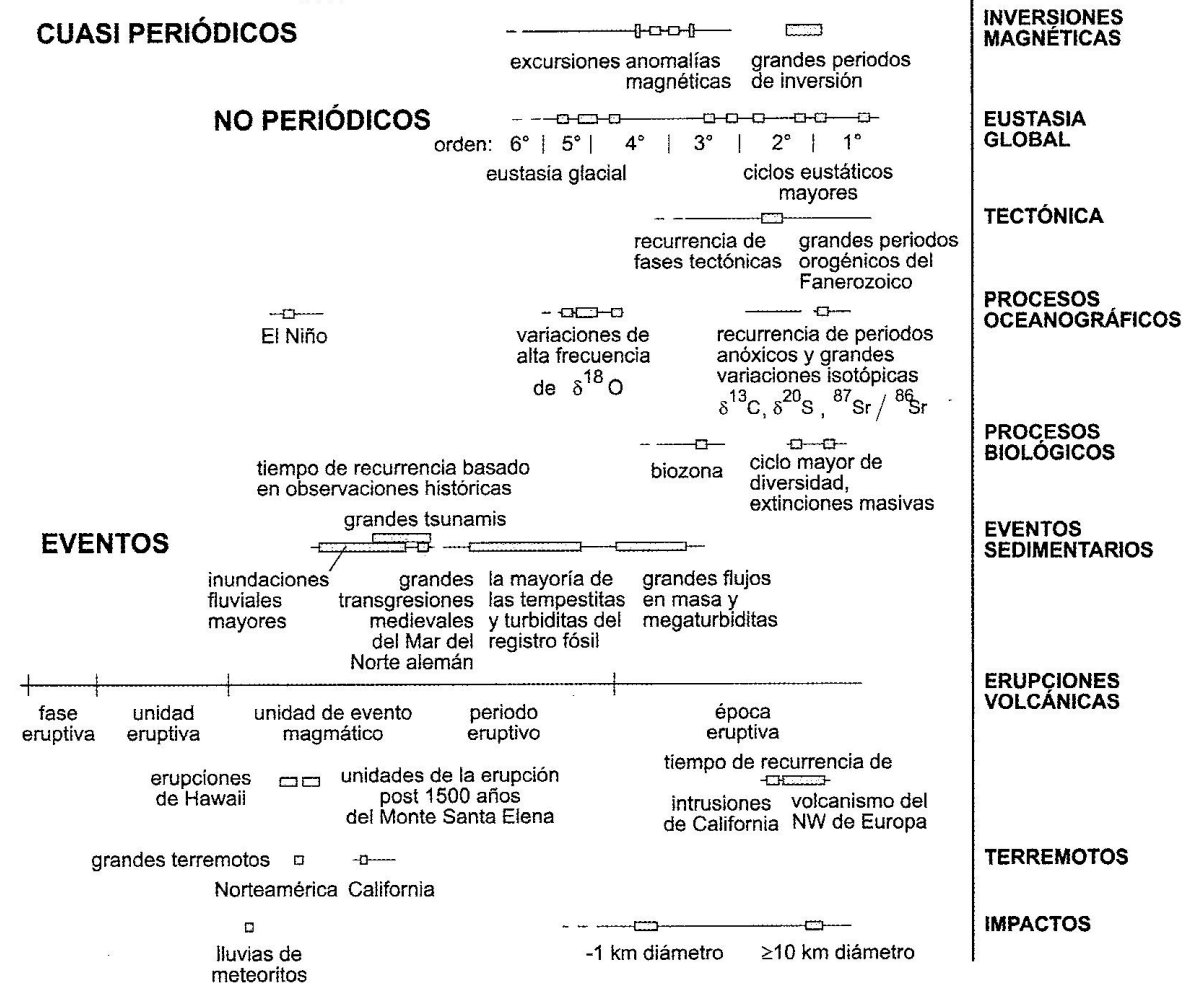 CUASI PERIÓDICOS
excursiones anomalías
magnéticas
grandes periodos
de inversión
INVERSIONES
MAGNÉTICAS
NO PERIÓDICOS
orden: 6° | 5° | 4° | 3° | 2° | 1°
eustasia glacial
ciclos eustáticos
mayores
EUSTASIA
GLOBAL
recurrencia de
fases tectónicas
grandes periodos
orogénicos del
Fanerozoico
TECTÓNICA
El Niño
variaciones de
alta frecuencia
de δ18 O
recurrencia de periodos
anóxicos y grandes
variaciones isotópicas
δ13C, δ20S , 87Sr / 86Sr
PROCESOS
OCEANOGRÁFICOS
biozona
ciclo mayor de
diversidad,
extinciones masivas
PROCESOS
BIOLÓGICOS
tiempo de recurrencia basado
en observaciones históricas
grandes tsunamis
EVENTOS
inundaciones
fluviales
mayores
grandes
transgresiones
medievales
del Mar del
Norte alemán
la mayoría de
las tempestitas
y turbiditas del
registro fósil
grandes flujos
en masa y
megaturbiditas
EVENTOS
SEDIMENTARIOS
fase
eruptiva
unidad
eruptiva
unidad de evento
magmático
periodo
eruptivo
época
eruptiva
ERUPCIONES
VOLCÁNICAS
erupciones
de Hawaii
unidades de la erupción
post 1500 años
del Monte Santa Elena
tiempo de recurrencia de
intrusiones
de California
volcanismo del
NW de Europa
grandes terremotos
Norteamérica California
TERREMOTOS
lluvias de
meteoritos
-1 km diámetro
≥10 km diámetro
IMPACTOS